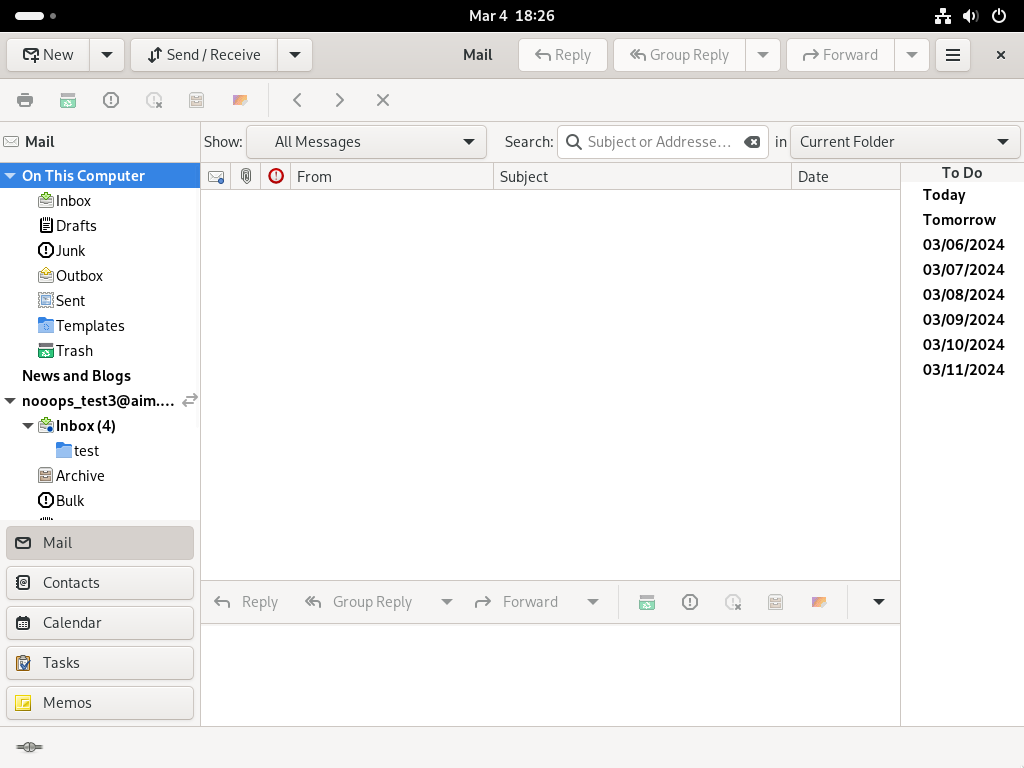 Mar 4 18:26
New
Send / Receive
Mail
Reply
Group Reply
Forward
Mail
Show:
All Messages
Search:
Subject or Addresse…
in
Current Folder
On This Computer
Inbox
Drafts
Junk
Outbox
Sent
Templates
Trash
News and Blogs
nooops_test3@aim.…
Inbox (4)
test
Archive
Bulk
From
Subject
Date
To Do
Today
Tomorrow
03/06/2024
03/07/2024
03/08/2024
03/09/2024
03/10/2024
03/11/2024
Reply
Group Reply
Forward
Mail
Contacts
Calendar
Tasks
Memos